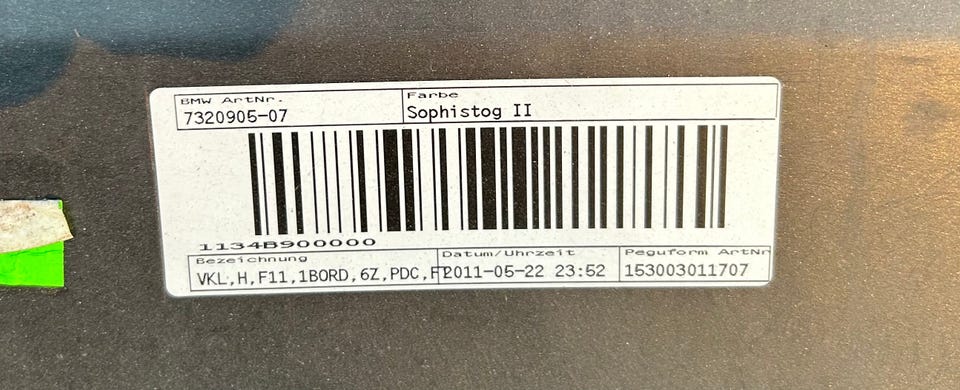 BMW ArtNr.
Farbe
7320905-07
Sophistog II
1134B900000
Bezeichnung
Datum/Uhrzeit
Peguform ArtNr
VKL,H,F11,1BORD,6Z,PDC,F
2011-05-22 23:52
153003011707